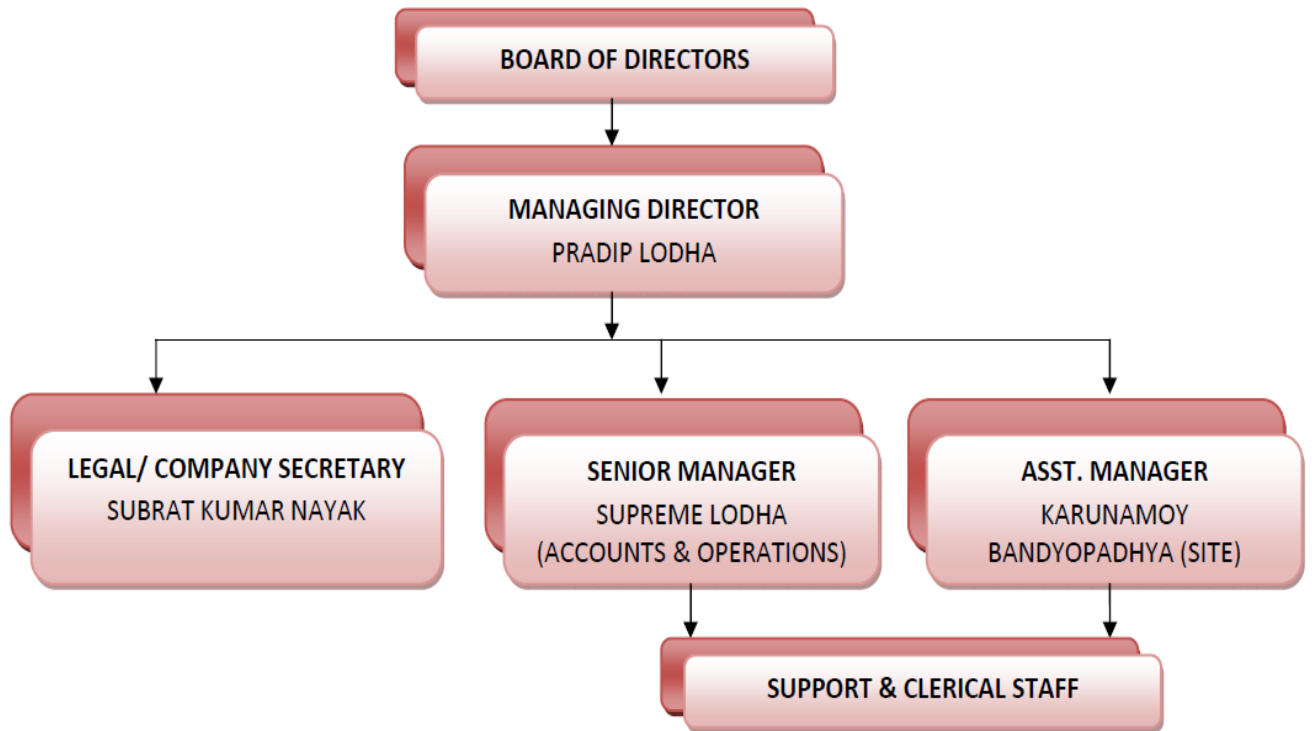 BOARD OF DIRECTORS
MANAGING DIRECTOR
PRADIP LODHA
LEGAL/ COMPANY SECRETARY
SUBRAT KUMAR NAYAK
SENIOR MANAGER
SUPREME LODHA
(ACCOUNTS & OPERATIONS)
ASST. MANAGER
KARUNAMOY
BANDYOPADHYA (SITE)
SUPPORT & CLERICAL STAFF